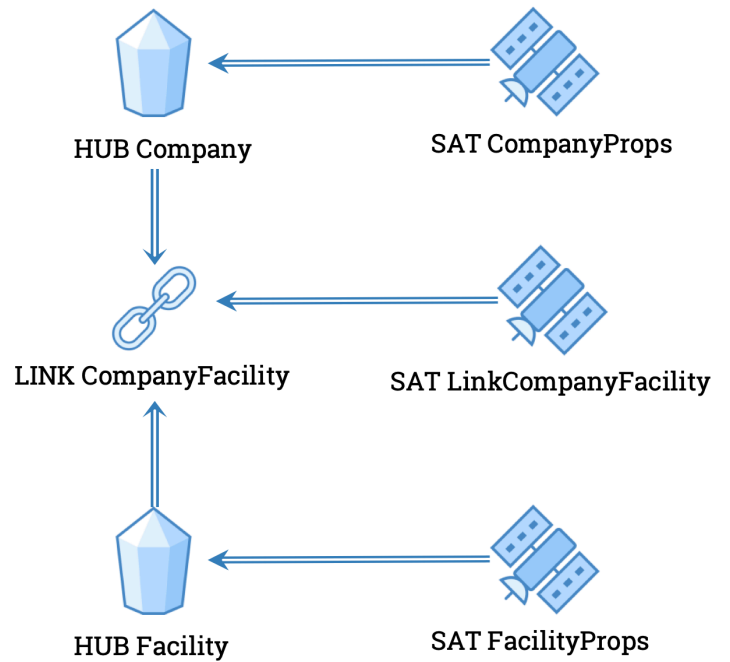 HUB Company
SAT CompanyProps
LINK CompanyFacility
SAT LinkCompanyFacility
HUB Facility
SAT FacilityProps